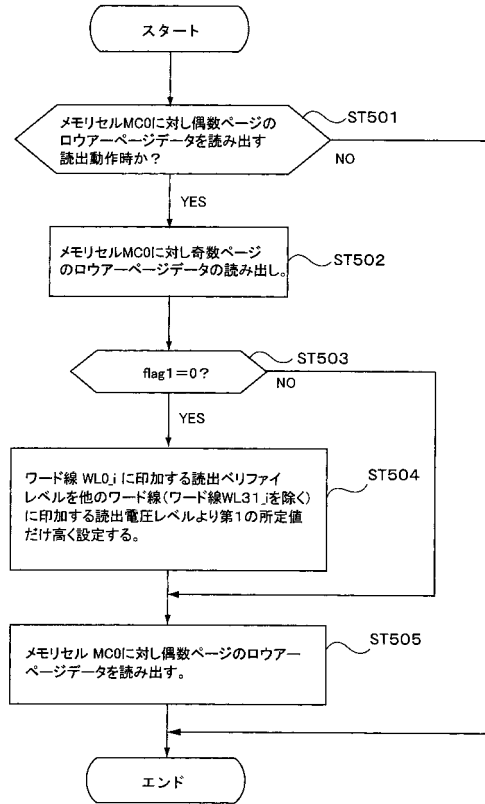 スタート
メモリセルMC0に対し偶数ページの
ロウアーページデータを読み出す
読出動作時か？
ST501
NO
YES
メモリセルMC0に対し奇数ページ
のロウアーページデータの読み出し。
ST502
flag1=0？
ST503
NO
YES
ワード線 WL0_i に印加する読出ベリファイ
レベルを他のワード線(ワード線WL31_iを除く)
に印加する読出電圧レベルより第1の所定値
だけ高く設定する。
ST504
メモリセル MC0に対し偶数ページのロウアー
ページデータを読み出す。
ST505
エンド